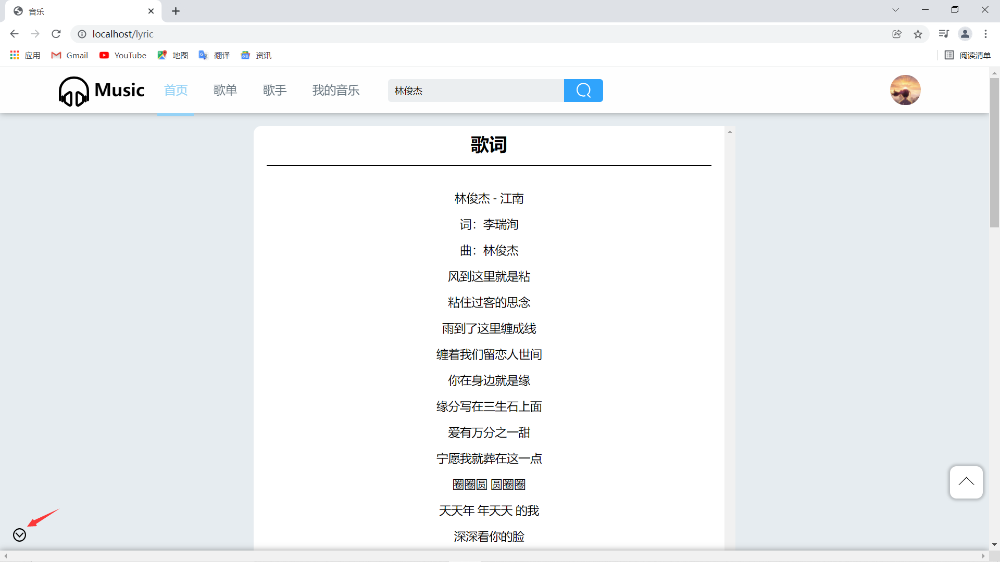 音乐
localhost/lyric
应用 Gmail YouTube 地图 翻译 资讯 阅读清单
Music 首页 歌单 歌手 我的音乐 林俊杰
歌词
林俊杰 - 江南
词：李瑞洵
曲：林俊杰
风到这里就是粘
粘住过客的思念
雨到了这里缠成线
缠着我们留恋人世间
你在身边就是缘
缘分写在三生石上面
爱有万分之一甜
宁愿我就葬在这一点
圈圈圆 圆圈圈
天天年 年天天 的我
深深看你的脸